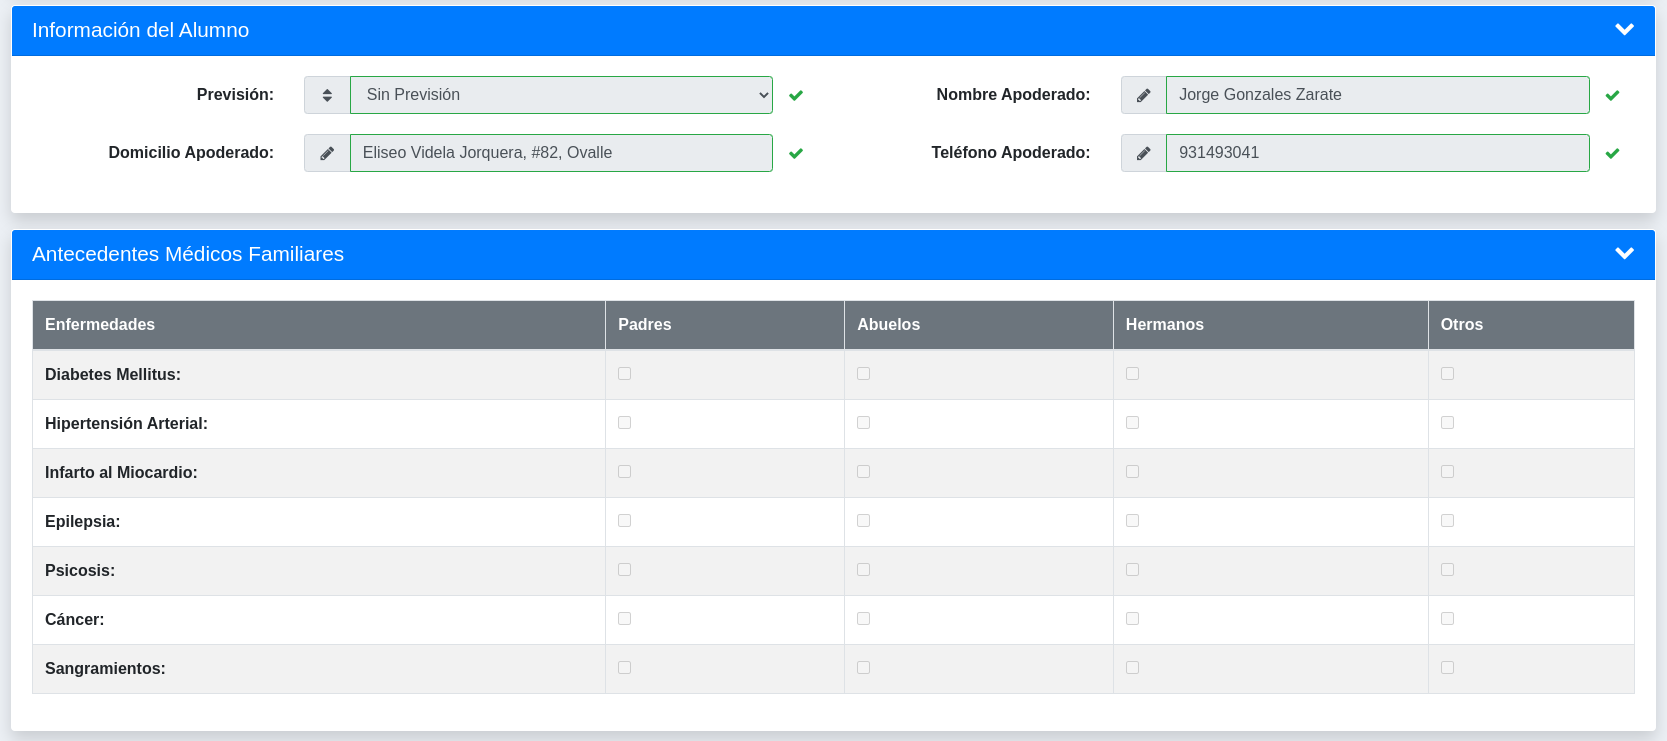 Información del Alumno
Previsión: Sin Previsión Nombre Apoderado: Jorge Gonzales Zarate
Domicilio Apoderado: Eliseo Videla Jorquera, #82, Ovalle Teléfono Apoderado: 931493041
Antecedentes Médicos Familiares
Enfermedades Padres Abuelos Hermanos Otros
Diabetes Mellitus:
Hipertensión Arterial:
Infarto al Miocardio:
Epilepsia:
Psicosis:
Cáncer:
Sangramientos: